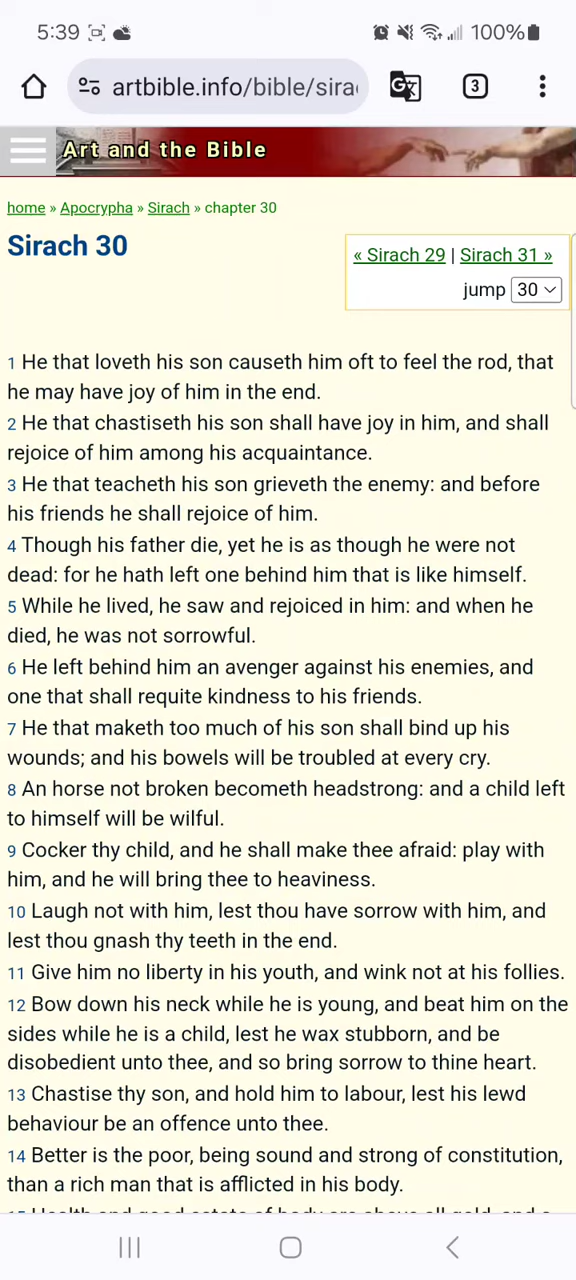 5:39
100%
artbible.info/bible/sira
3
Art and the Bible
home » Apocrypha » Sirach » chapter 30
Sirach 30
« Sirach 29 | Sirach 31 »
jump 30
1 He that loveth his son causeth him oft to feel the rod, that
he may have joy of him in the end.
2 He that chastiseth his son shall have joy in him, and shall
rejoice of him among his acquaintance.
3 He that teacheth his son grieveth the enemy: and before
his friends he shall rejoice of him.
4 Though his father die, yet he is as though he were not
dead: for he hath left one behind him that is like himself.
5 While he lived, he saw and rejoiced in him: and when he
died, he was not sorrowful.
6 He left behind him an avenger against his enemies, and
one that shall requite kindness to his friends.
7 He that maketh too much of his son shall bind up his
wounds; and his bowels will be troubled at every cry.
8 An horse not broken becometh headstrong: and a child left
to himself will be wilful.
9 Cocker thy child, and he shall make thee afraid: play with
him, and he will bring thee to heaviness.
10 Laugh not with him, lest thou have sorrow with him, and
lest thou gnash thy teeth in the end.
11 Give him no liberty in his youth, and wink not at his follies.
12 Bow down his neck while he is young, and beat him on the
sides while he is a child, lest he wax stubborn, and be
disobedient unto thee, and so bring sorrow to thine heart.
13 Chastise thy son, and hold him to labour, lest his lewd
behaviour be an offence unto thee.
14 Better is the poor, being sound and strong of constitution,
than a rich man that is afflicted in his body.